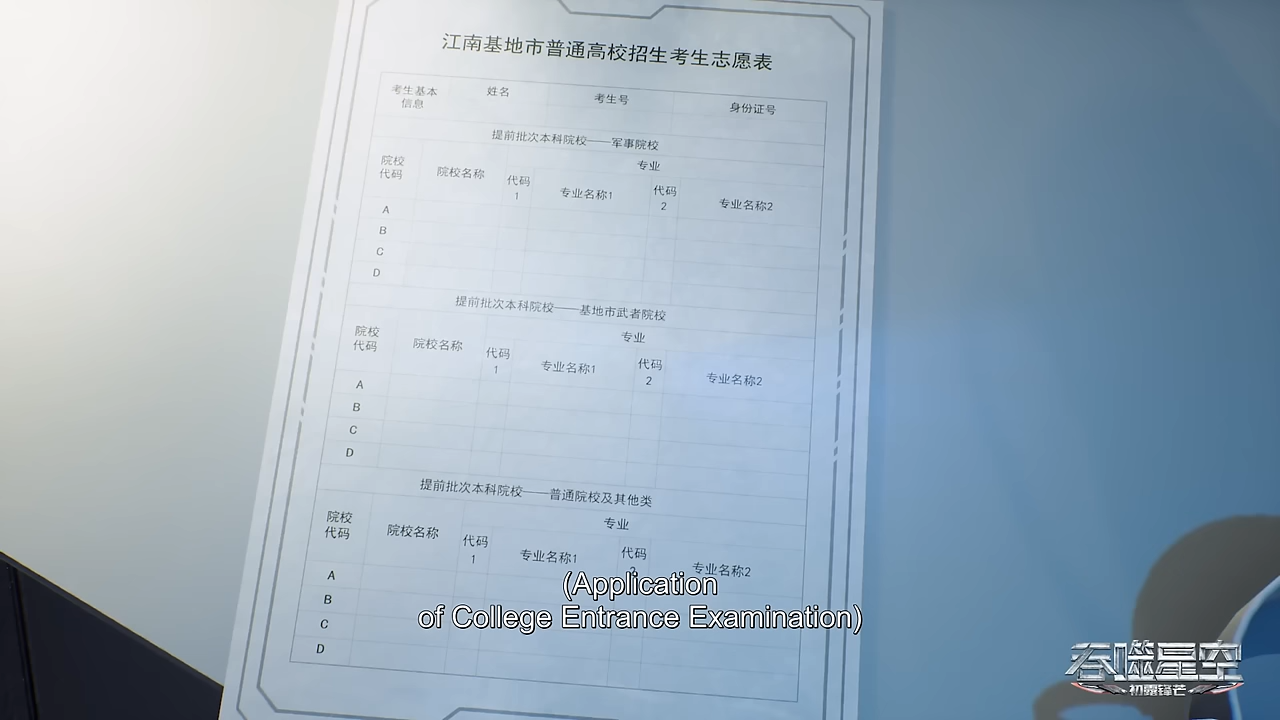 江南基地市普通高校招生考生志愿表
考生基本信息 姓名 考生号 身份证号
提前批次本科院校——军事院校
专业
院校代码 院校名称 代码1 专业名称1 代码2 专业名称2
A
B
C
D
提前批次本科院校——基地市武者院校
专业
院校代码 院校名称 代码1 专业名称1 代码2 专业名称2
A
B
C
D
提前批次本科院校——普通院校及其他类
专业
院校代码 院校名称 代码1 专业名称1 代码2 专业名称2
A
B
C
D
(Application
of College Entrance Examination)
吞噬星空
初露锋芒